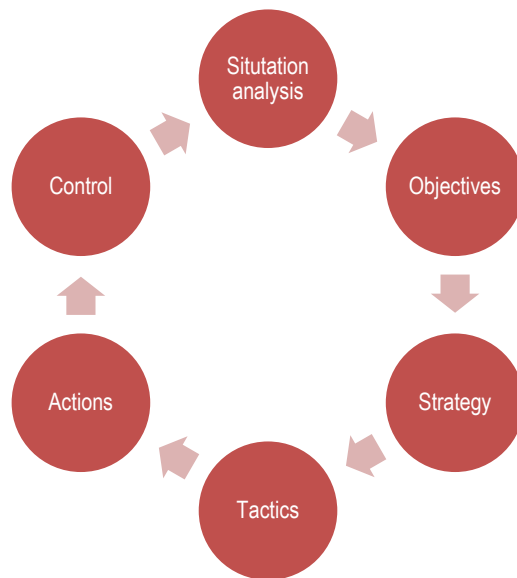 Situtation
analysis
Objectives
Strategy
Tactics
Actions
Control